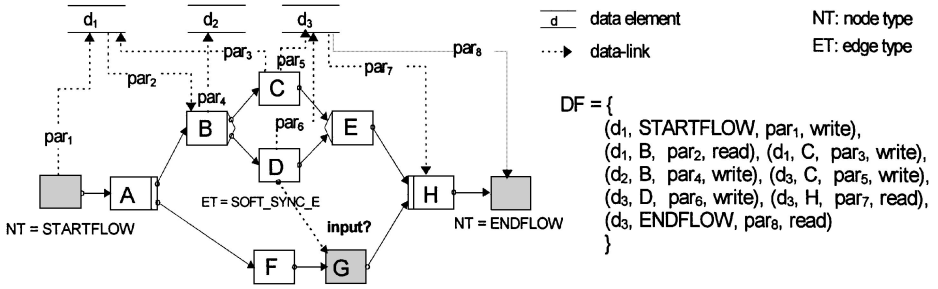 d1 d2 d3 d data element NT: node type
data-link ET: edge type
par1 par2 par3 par4 par5 par6 par7 par8
A B C D E F G H
NT = STARTFLOW
ET = SOFT_SYNC_E
input?
NT = ENDFLOW
DF = {
(d1, STARTFLOW, par1, write),
(d1, B, par2, read), (d1, C, par3, write),
(d2, B, par4, write), (d3, C, par5, write),
(d3, D, par6, write), (d3, H, par7, read),
(d3, ENDFLOW, par8, read)
}